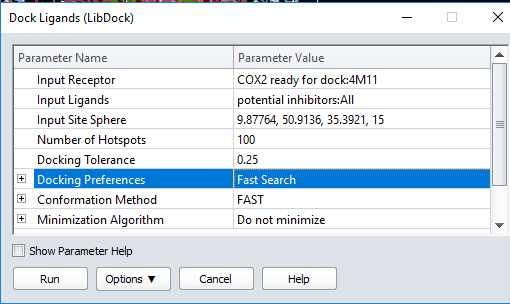 Dock Ligands (LibDock)
Parameter Name Parameter Value
Input Receptor COX2 ready for dock:4M11
Input Ligands potential inhibitors:All
Input Site Sphere 9.87764, 50.9136, 35.3921, 15
Number of Hotspots 100
Docking Tolerance 0.25
Docking Preferences Fast Search
Conformation Method FAST
Minimization Algorithm Do not minimize
Show Parameter Help
Run Options ▼ Cancel Help